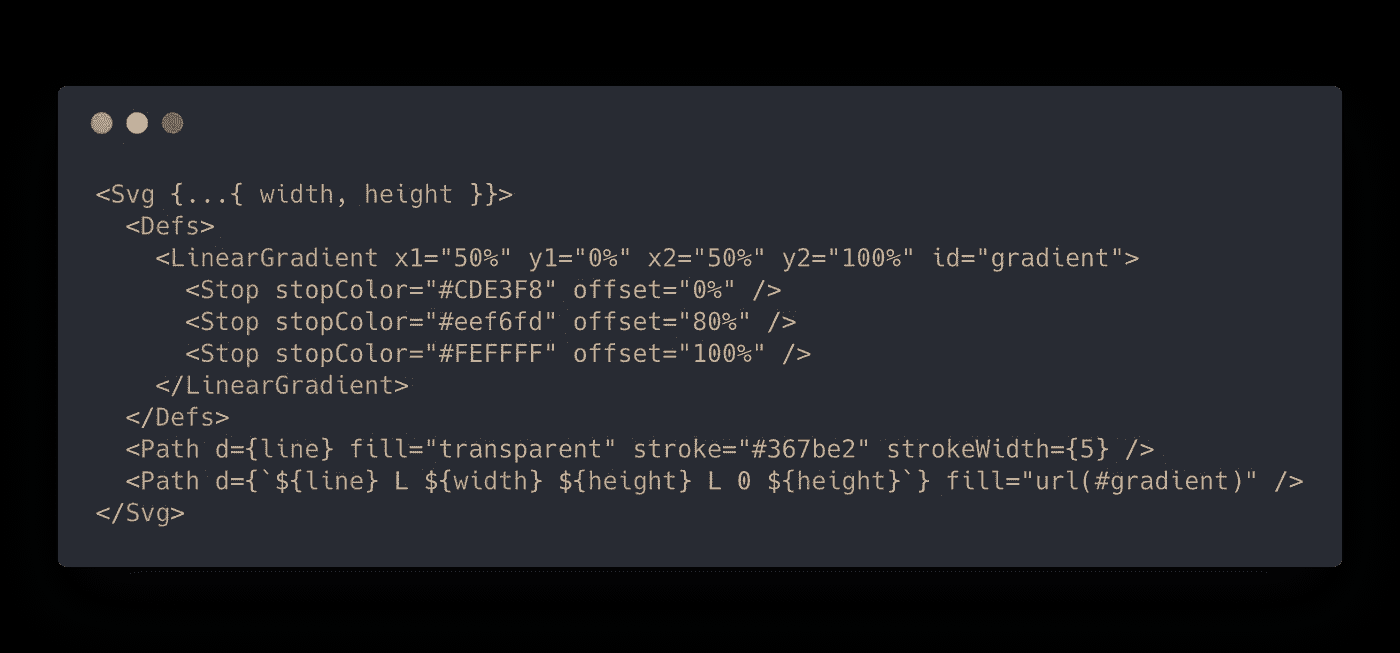 <Svg {...{ width, height }}>
  <Defs>
    <LinearGradient x1="50%" y1="0%" x2="50%" y2="100%" id="gradient">
      <Stop stopColor="#CDE3F8" offset="0%" />
      <Stop stopColor="#eef6fd" offset="80%" />
      <Stop stopColor="#FEFFFF" offset="100%" />
    </LinearGradient>
  </Defs>
  <Path d={line} fill="transparent" stroke="#367be2" strokeWidth={5} />
  <Path d={`${line} L ${width} ${height} L 0 ${height}`} fill="url(#gradient)" />
</Svg>